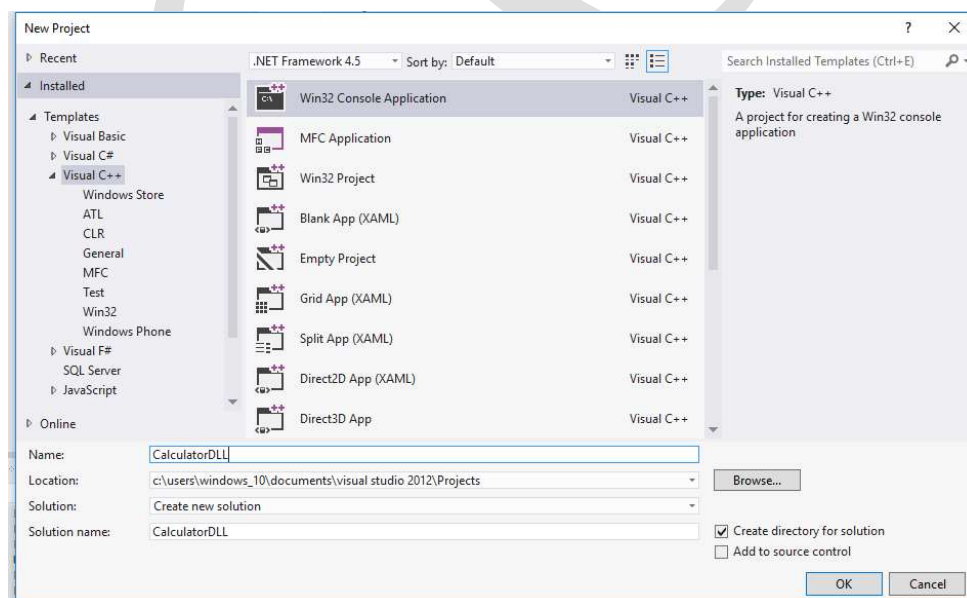 New Project
? 
Recent
.NET Framework 4.5
Sort by: Default
Search Installed Templates (Ctrl+E)
Installed
Templates
Visual Basic
Visual C#
Visual C++
Windows Store
ATL
CLR
General
MFC
Test
Win32
Windows Phone
Visual F#
SQL Server
JavaScript
Online
Win32 Console Application Visual C++
MFC Application Visual C++
Win32 Project Visual C++
Blank App (XAML) Visual C++
Empty Project Visual C++
Grid App (XAML) Visual C++
Split App (XAML) Visual C++
Direct2D App (XAML) Visual C++
Direct3D App Visual C++
Type: Visual C++
A project for creating a Win32 console
application
Name: CalculatorDLL
Location: c:\users\windows_10\documents\visual studio 2012\Projects
Browse...
Solution: Create new solution
Solution name: CalculatorDLL
Create directory for solution
Add to source control
OK Cancel